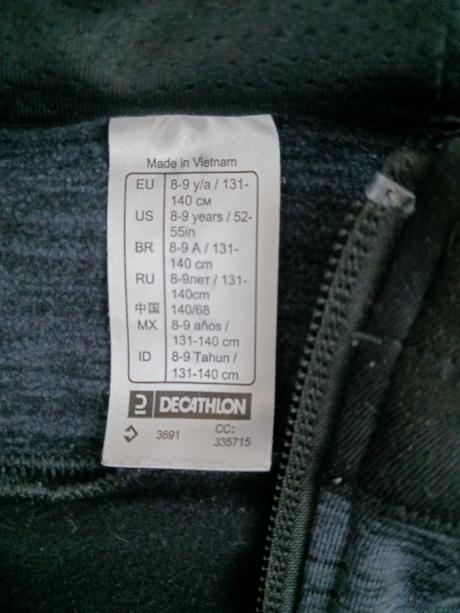 Made in Vietnam
EU 8-9 y/a / 131-
140 см
US 8-9 years / 52-
55in
BR 8-9 A / 131-
140 cm
RU 8-9лет / 131-
140cm
中国 140/68
MX 8-9 años /
131-140 cm
ID 8-9 Tahun /
131-140 cm
DECATHLON
3691 CC:
335715